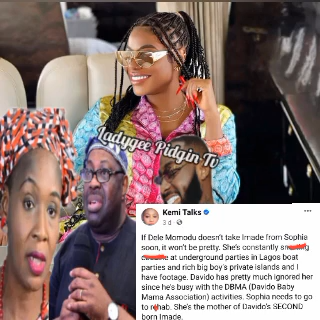 Ladygee Pidgin Tv
Kemi Talks
3 d
If Dele Momodu doesn't take Imade from Sophia
soon, it won't be pretty. She's constantly
at underground parties in Lagos boat
parties and rich big boy's private islands and I
have footage. Davido has pretty much ignored her
since he's busy with the DBMA (Davido Baby
Mama Association) activities. Sophia needs to go
to She's the mother of Davido's SECOND
born Imade.